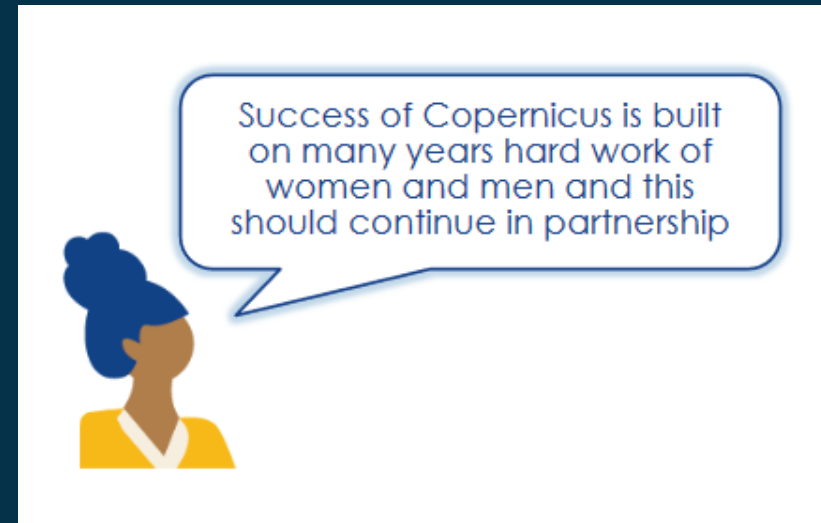 Success of Copernicus is built
on many years hard work of
women and men and this
should continue in partnership